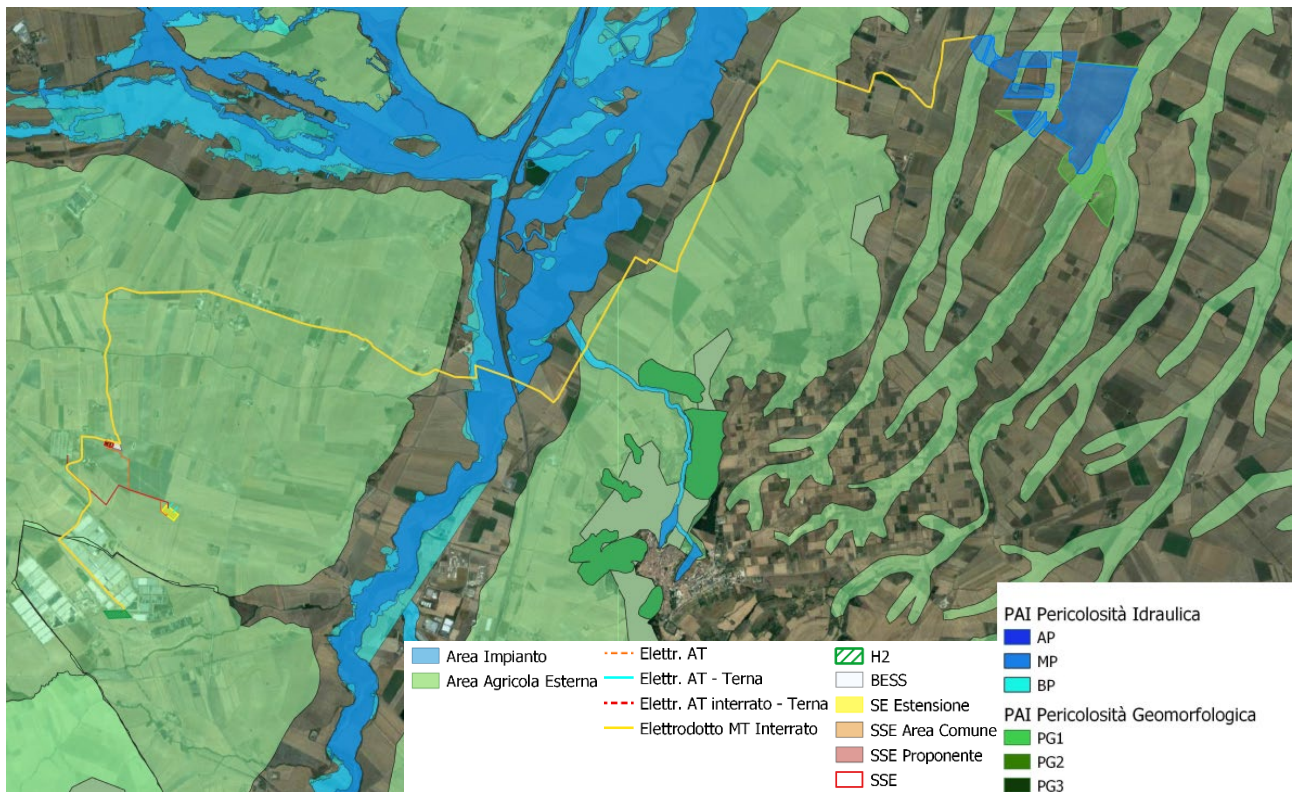 Area Impianto
Area Agricola Esterna
Elettr. AT
Elettr. AT - Terna
Elettr. AT interrato - Terna
Elettrodotto MT Interrato
H2
BESS
SE Estensione
SSE Area Comune
SSE Proponente
SSE
PAI Pericolosità Idraulica
AP
MP
BP
PAI Pericolosità Geomorfologica
PG1
PG2
PG3